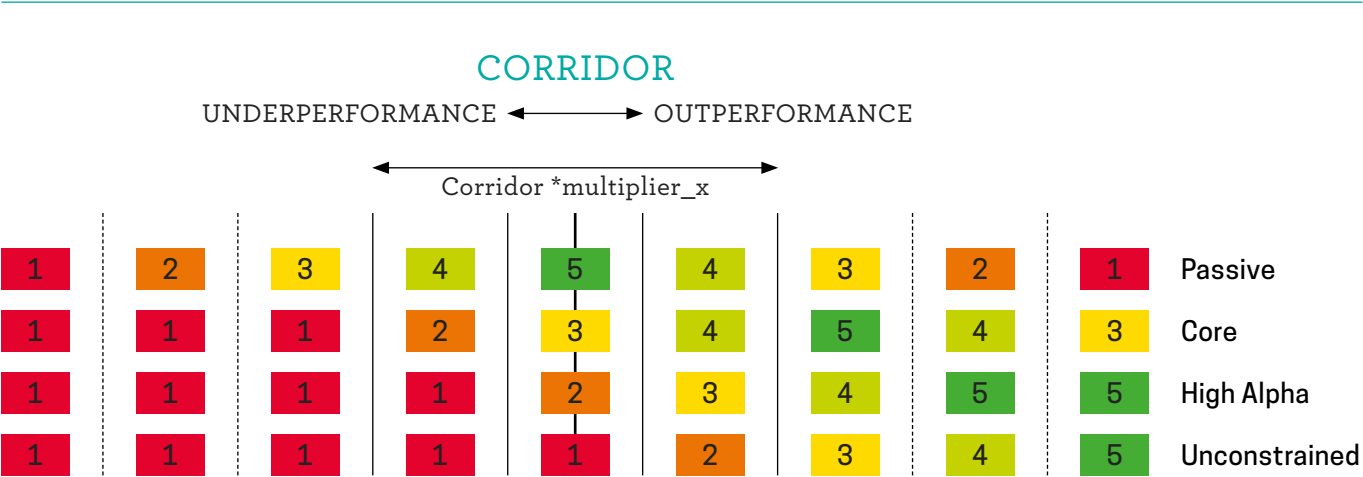 CORRIDOR
UNDERPERFORMANCE OUTPERFORMANCE
Corridor *multiplier_x
1 2 3 4 5 4 3 2 1 Passive
1 1 1 2 3 4 5 4 3 Core
1 1 1 1 2 3 4 5 5 High Alpha
1 1 1 1 1 2 3 4 5 Unconstrained